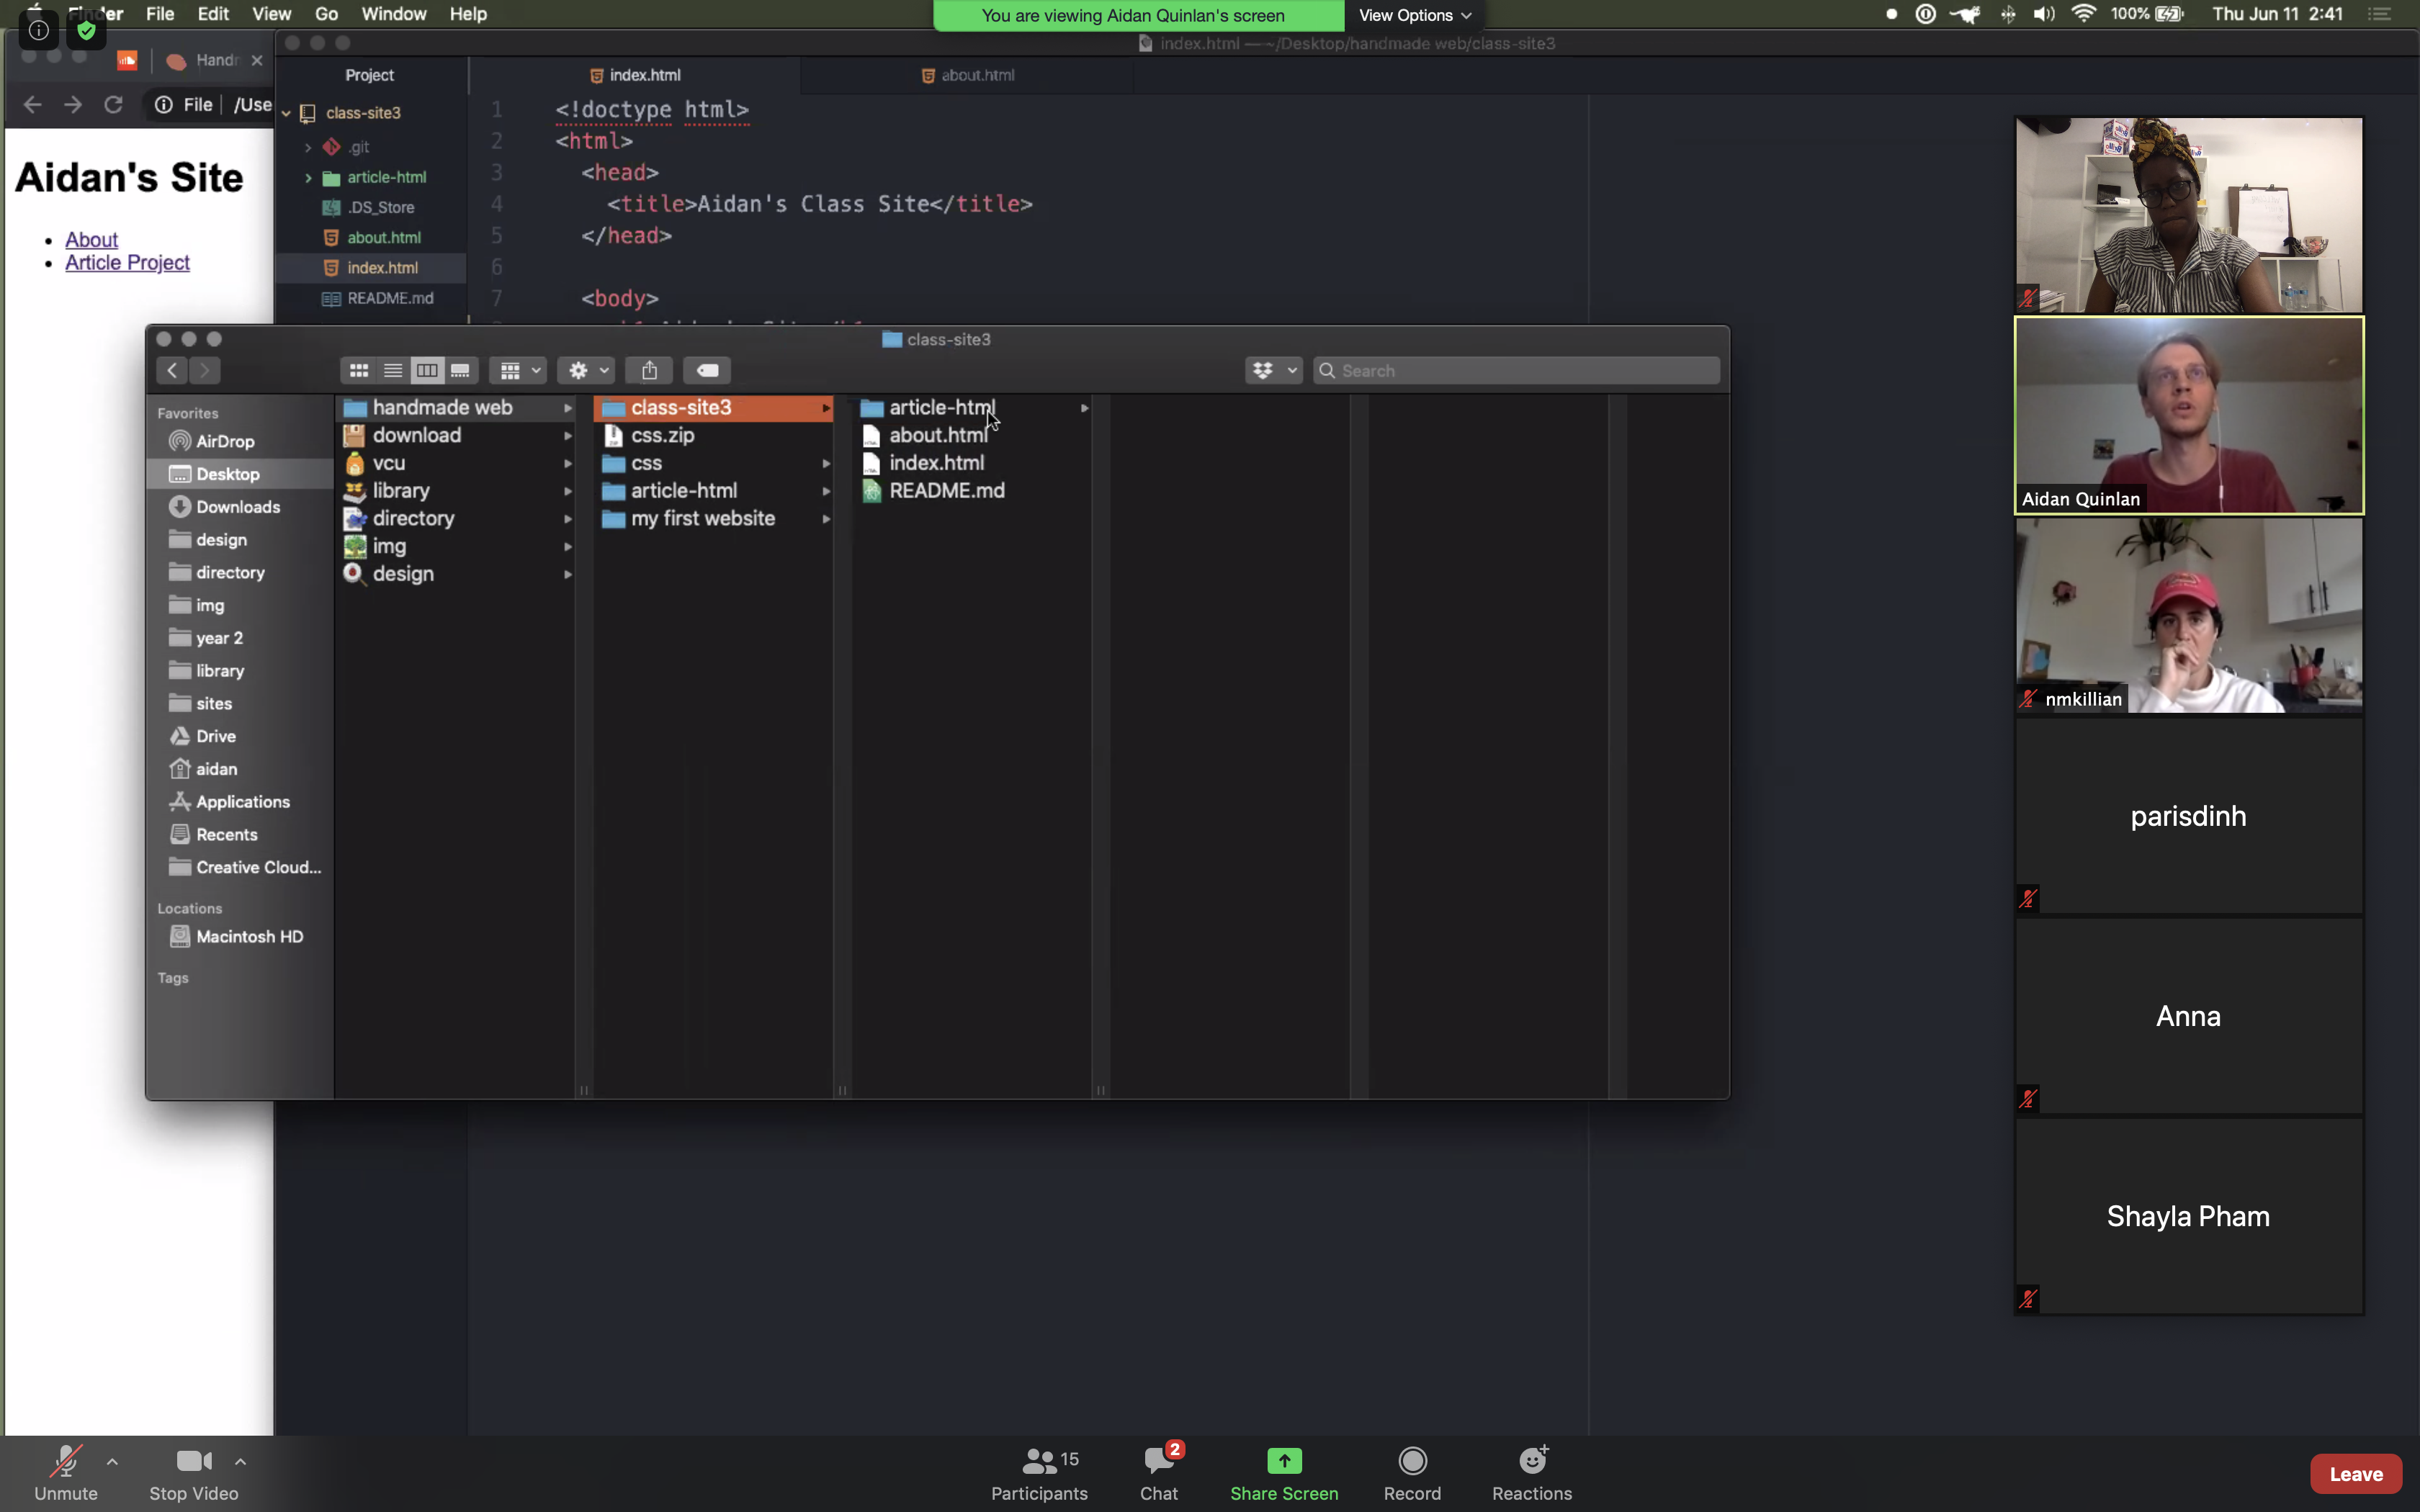 Finder File Edit View Go Window Help
You are viewing Aidan Quinlan's screen View Options
100% Thu Jun 11 2:41
Handr
File /Use
index.html — ~/Desktop/handmade web/class-site3
Project
index.html
about.html
Aidan's Site
About
Article Project
class-site3
.git
article-html
.DS_Store
about.html
index.html
README.md
1 <!doctype html>
2 <html>
3 <head>
4 <title>Aidan's Class Site</title>
5 </head>
6
7 <body>
class-site3
Search
Favorites
AirDrop
Desktop
Downloads
design
directory
img
year 2
library
sites
Drive
aidan
Applications
Recents
Creative Cloud...
Locations
Macintosh HD
Tags
handmade web
download
vcu
library
directory
img
design
class-site3
css.zip
css
article-html
my first website
article-html
about.html
index.html
README.md
Aidan Quinlan
nmkillian
parisdinh
Anna
Shayla Pham
Unmute
Stop Video
15
Participants
2
Chat
Share Screen
Record
Reactions
Leave